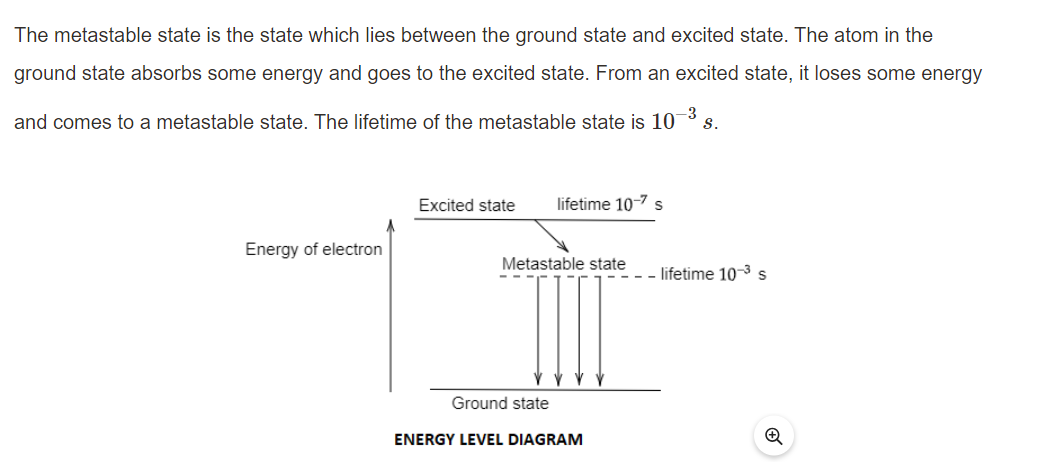 The metastable state is the state which lies between the ground state and excited state. The atom in the
ground state absorbs some energy and goes to the excited state. From an excited state, it loses some energy
and comes to a metastable state. The lifetime of the metastable state is 10⁻³ s.
Excited state lifetime 10⁻⁷ s
Energy of electron
Metastable state
lifetime 10⁻³ s
Ground state
ENERGY LEVEL DIAGRAM